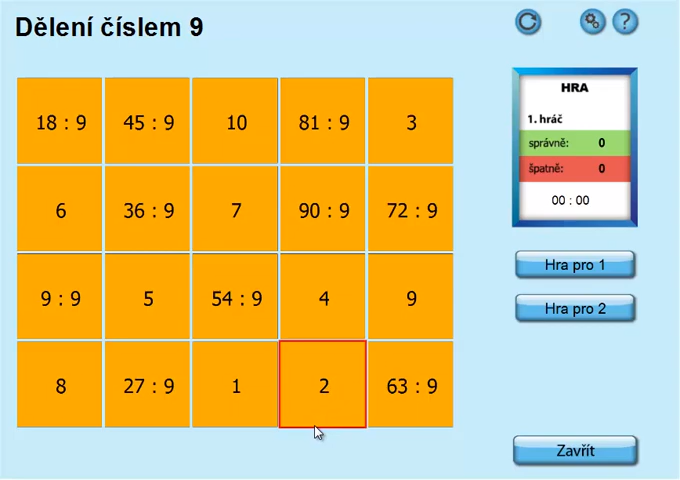 Dělení číslem 9
18 : 9 45 : 9 10 81 : 9 3
6 36 : 9 7 90 : 9 72 : 9
9 : 9 5 54 : 9 4 9
8 27 : 9 1 2 63 : 9
?
HRA
1. hráč
správně: 0
špatně: 0
00 : 00
Hra pro 1
Hra pro 2
Zavřít